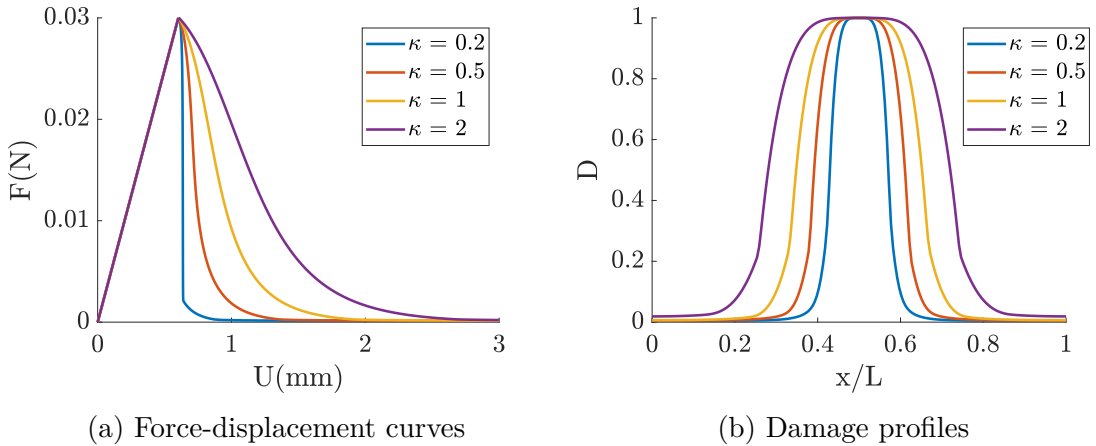 0.03
0.02
0.01
0
F(N)
0
1
2
3
U(mm)
κ = 0.2
κ = 0.5
κ = 1
κ = 2
(a) Force-displacement curves
1
0.8
0.6
0.4
0.2
0
D
0
0.2
0.4
0.6
0.8
1
x/L
κ = 0.2
κ = 0.5
κ = 1
κ = 2
(b) Damage profiles